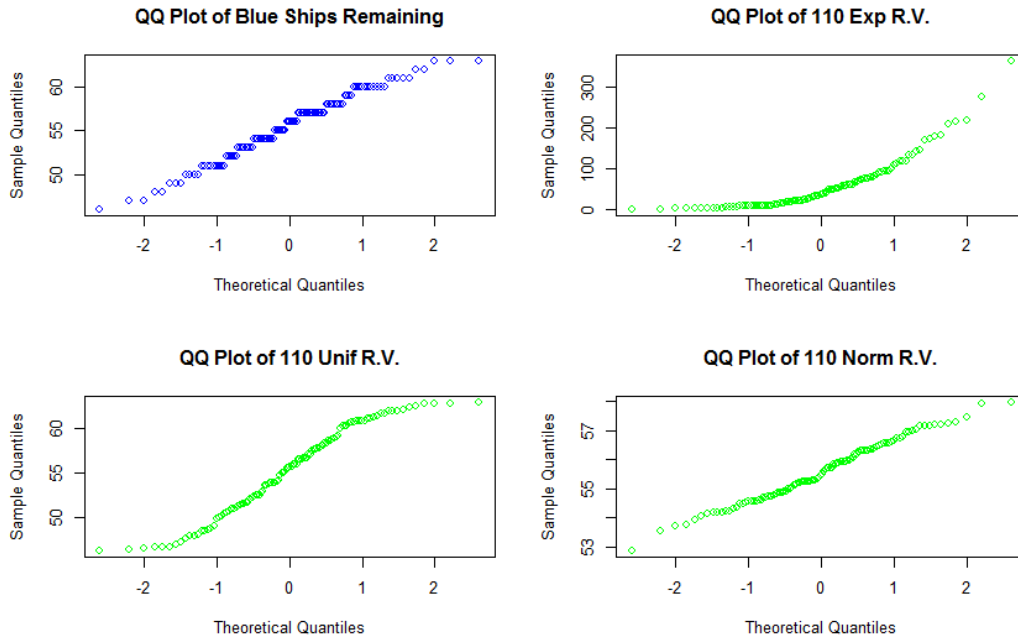 QQ Plot of Blue Ships Remaining
Sample Quantiles
60
55
50
-2 -1 0 1 2
Theoretical Quantiles
QQ Plot of 110 Exp R.V.
Sample Quantiles
300
200
100
0
-2 -1 0 1 2
Theoretical Quantiles
QQ Plot of 110 Unif R.V.
Sample Quantiles
60
55
50
-2 -1 0 1 2
Theoretical Quantiles
QQ Plot of 110 Norm R.V.
Sample Quantiles
57
55
53
-2 -1 0 1 2
Theoretical Quantiles